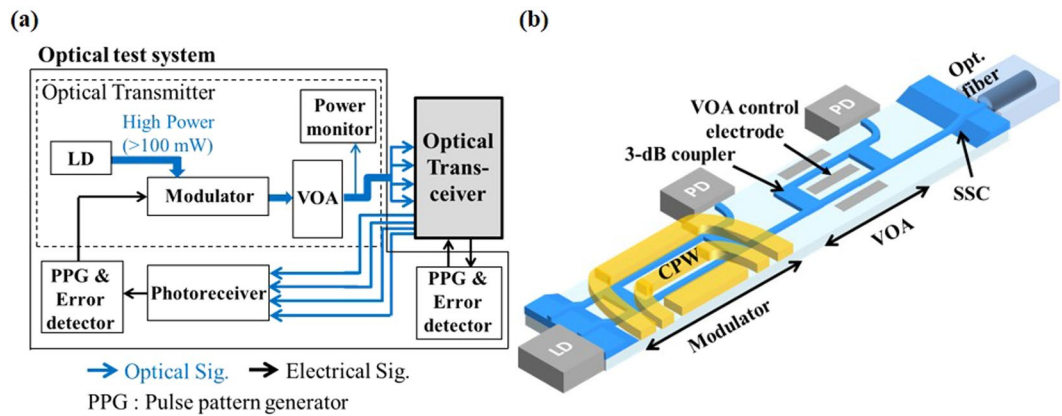 (a)
Optical test system
Optical Transmitter
High Power
(>100 mW)
LD
Modulator
VOA
Power
monitor
Optical
Trans-
ceiver
PPG &
Error
detector
Photoreceiver
PPG &
Error
detector
Optical Sig.
Electrical Sig.
PPG : Pulse pattern generator
(b)
Opt.
fiber
PD
VOA control
electrode
3-dB coupler
PD
SSC
VOA
CPW
Modulator
LD